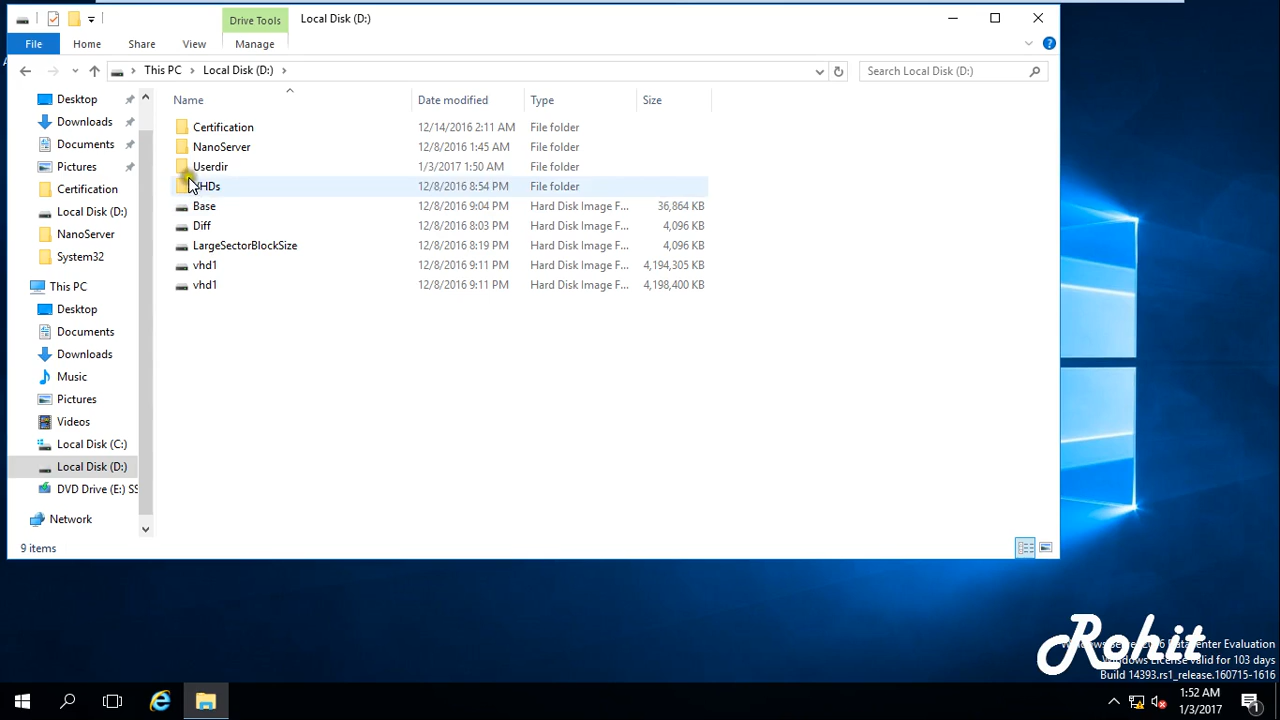 Drive Tools
Local Disk (D:)
File
Home
Share
View
Manage
This PC
Local Disk (D:)
Search Local Disk (D:)
Desktop
Downloads
Documents
Pictures
Certification
Local Disk (D:)
NanoServer
System32
This PC
Desktop
Documents
Downloads
Music
Pictures
Videos
Local Disk (C:)
Local Disk (D:)
DVD Drive (E:) SS
Network
Name Date modified Type Size
Certification 12/14/2016 2:11 AM File folder
NanoServer 12/8/2016 1:45 AM File folder
Userdir 1/3/2017 1:50 AM File folder
VHDs 12/8/2016 8:54 PM File folder
Base 12/8/2016 9:04 PM Hard Disk Image F... 36,864 KB
Diff 12/8/2016 8:03 PM Hard Disk Image F... 4,096 KB
LargeSectorBlockSize 12/8/2016 8:19 PM Hard Disk Image F... 4,096 KB
vhd1 12/8/2016 9:11 PM Hard Disk Image F... 4,194,305 KB
vhd1 12/8/2016 9:11 PM Hard Disk Image F... 4,198,400 KB
9 items
Rohit
Windows Server 2016 Datacenter Evaluation
Windows License valid for 103 days
Build 14393.rs1_release.160715-1616
1:52 AM
1/3/2017
1